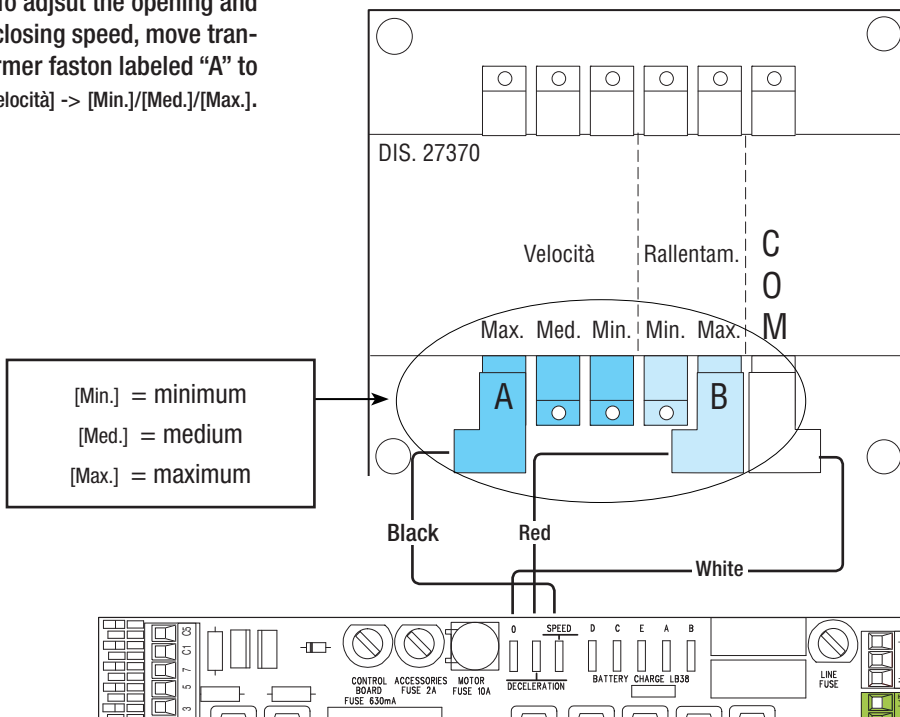 To adjsut the opening and
closing speed, move tran-
rmer faston labeled “A” to
elocità] -> [Min.]/[Med.]/[Max.].
DIS. 27370
Velocità
Rallentam.
COM
Max. Med. Min. Min. Max.
A
B
[Min.] = minimum
[Med.] = medium
[Max.] = maximum
Black
Red
White
0 SPEED D C E A B
DECELERATION
BATTERY CHARGE LB38
CONTROL BOARD FUSE 630mA
ACCESSORIES FUSE 2A
MOTOR FUSE 10A
LINE FUSE
C5
C1
7
5
3